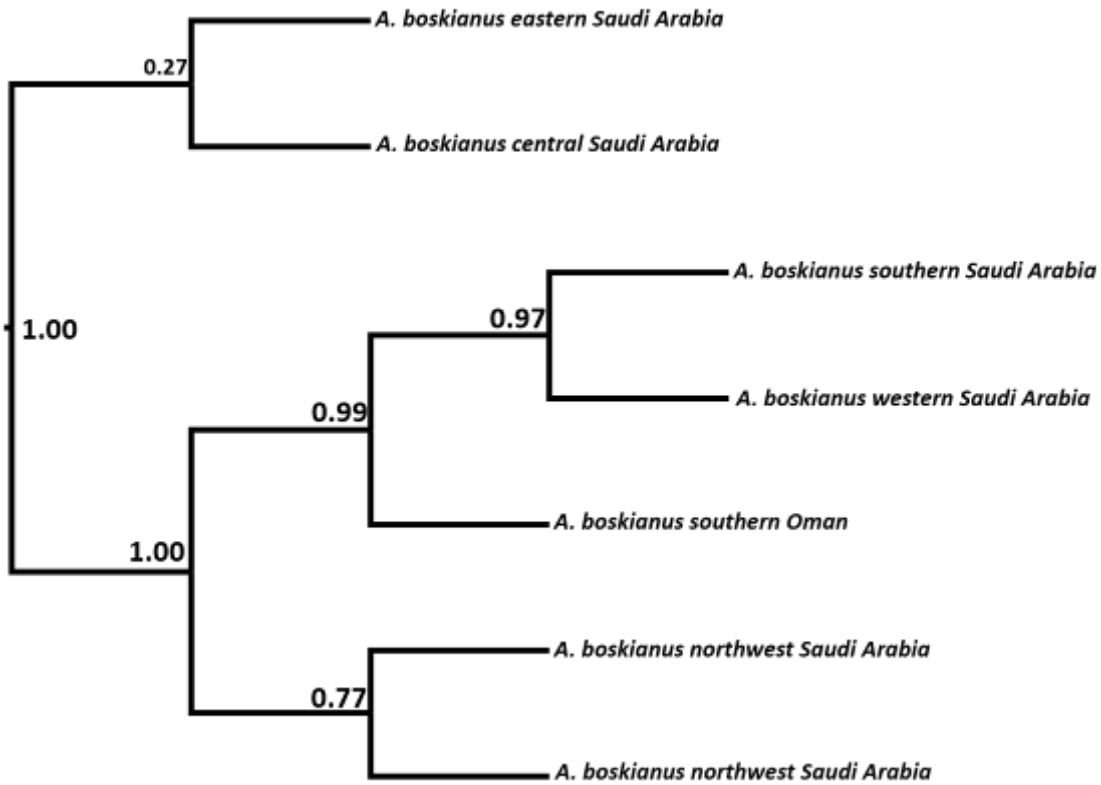 A. boskianus eastern Saudi Arabia
0.27
A. boskianus central Saudi Arabia
A. boskianus southern Saudi Arabia
0.97
1.00
A. boskianus western Saudi Arabia
0.99
A. boskianus southern Oman
1.00
A. boskianus northwest Saudi Arabia
0.77
A. boskianus northwest Saudi Arabia